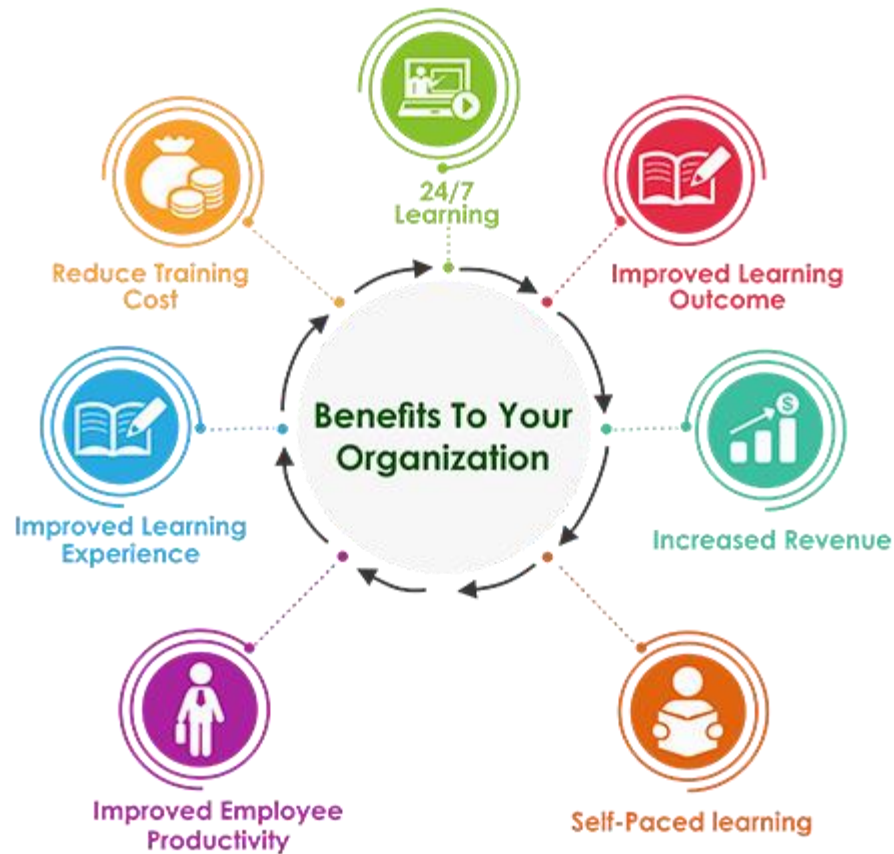 24/7
Learning
Reduce Training
Cost
Improved Learning
Outcome
Benefits To Your
Organization
Improved Learning
Experience
Increased Revenue
Improved Employee
Productivity
Self-Paced learning
$